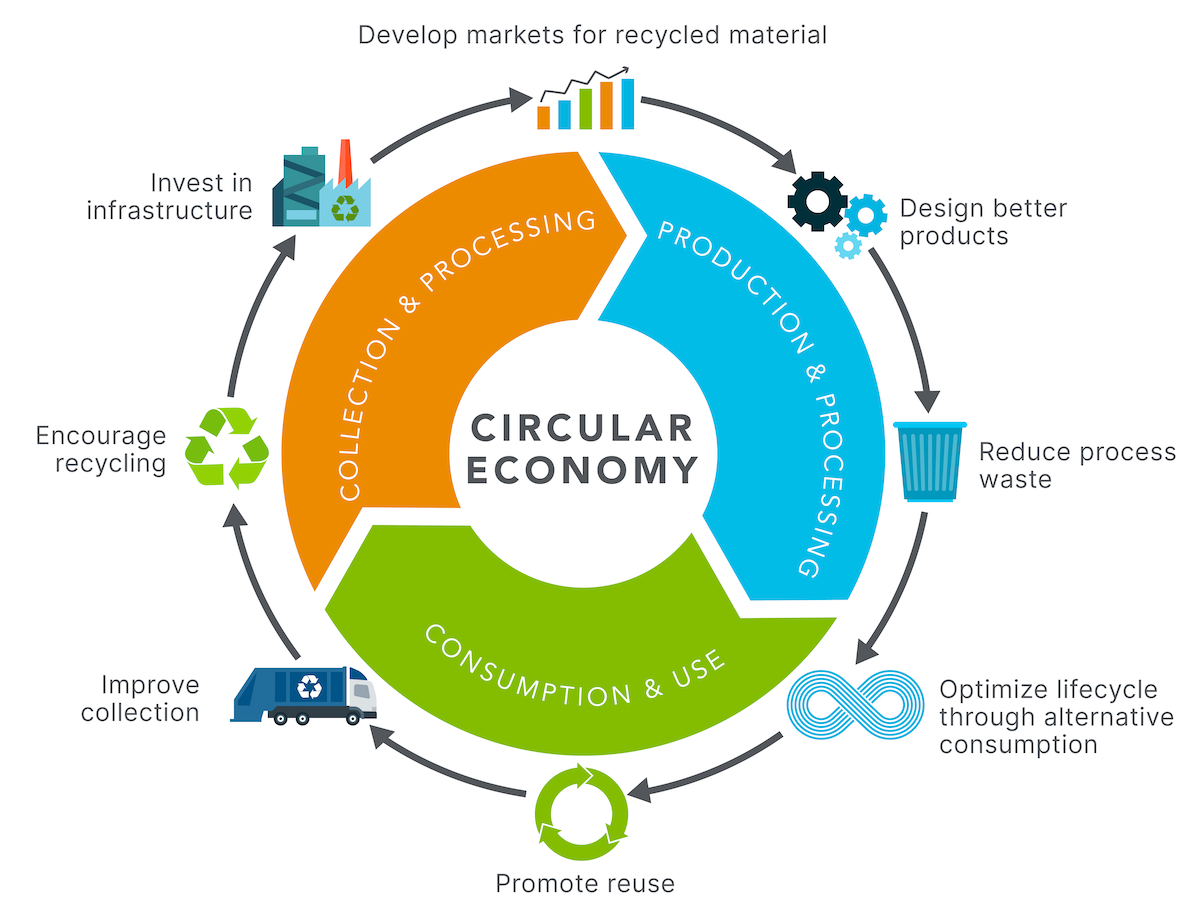 Develop markets for recycled material
Invest in
infrastructure
Design better
products
COLLECTION & PROCESSING
PRODUCTION & PROCESSING
CIRCULAR
ECONOMY
Encourage
recycling
Reduce process
waste
CONSUMPTION & USE
Improve
collection
Optimize lifecycle
through alternative
consumption
Promote reuse